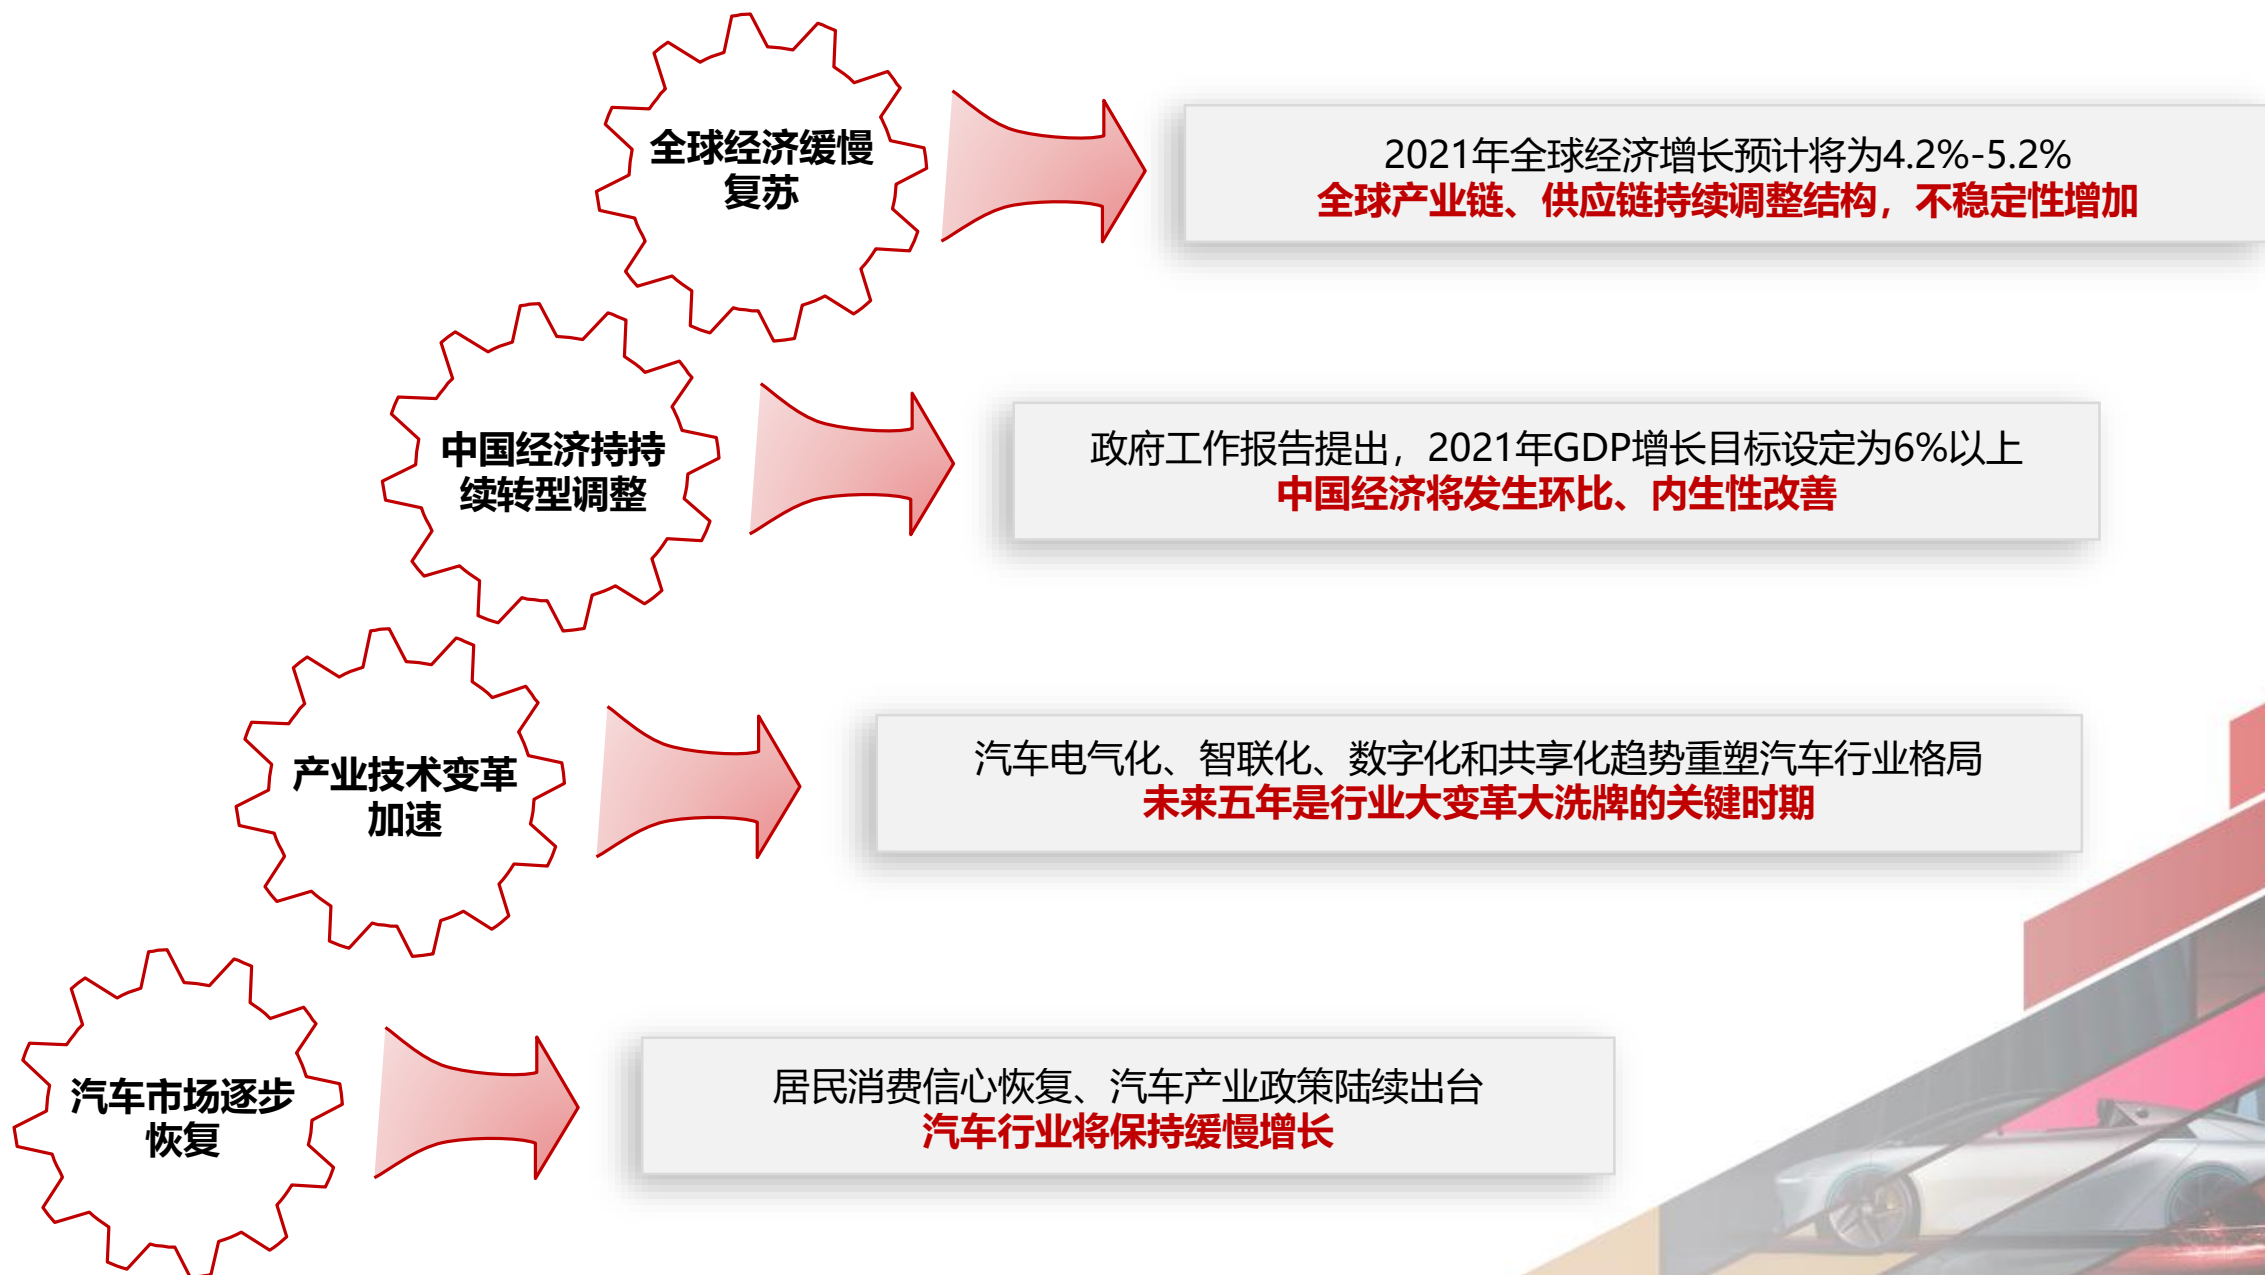 全球经济缓慢
复苏
2021年全球经济增长预计将为4.2%-5.2%
全球产业链、供应链持续调整结构，不稳定性增加
中国经济持持
续转型调整
政府工作报告提出，2021年GDP增长目标设定为6%以上
中国经济将发生环比、内生性改善
产业技术变革
加速
汽车电气化、智联化、数字化和共享化趋势重塑汽车行业格局
未来五年是行业大变革大洗牌的关键时期
汽车市场逐步
恢复
居民消费信心恢复、汽车产业政策陆续出台
汽车行业将保持缓慢增长